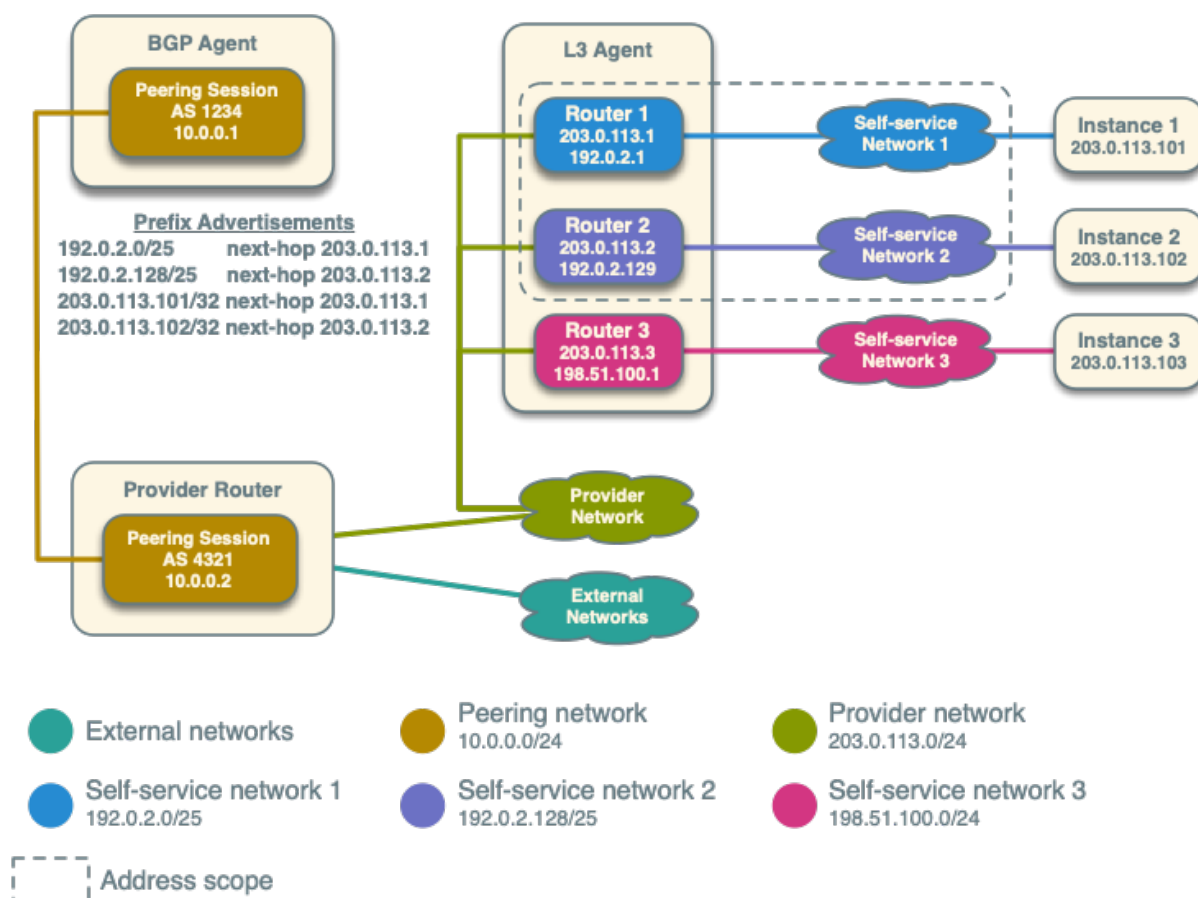 BGP Agent
Peering Session
AS 1234
10.0.0.1
Prefix Advertisements
192.0.2.0/25 next-hop 203.0.113.1
192.0.2.128/25 next-hop 203.0.113.2
203.0.113.101/32 next-hop 203.0.113.1
203.0.113.102/32 next-hop 203.0.113.2
L3 Agent
Router 1
203.0.113.1
192.0.2.1
Self-service
Network 1
Instance 1
203.0.113.101
Router 2
203.0.113.2
192.0.2.129
Self-service
Network 2
Instance 2
203.0.113.102
Router 3
203.0.113.3
198.51.100.1
Self-service
Network 3
Instance 3
203.0.113.103
Provider Router
Peering Session
AS 4321
10.0.0.2
Provider
Network
External
Networks
External networks
Peering network
10.0.0.0/24
Provider network
203.0.113.0/24
Self-service network 1
192.0.2.0/25
Self-service network 2
192.0.2.128/25
Self-service network 3
198.51.100.0/24
Address scope